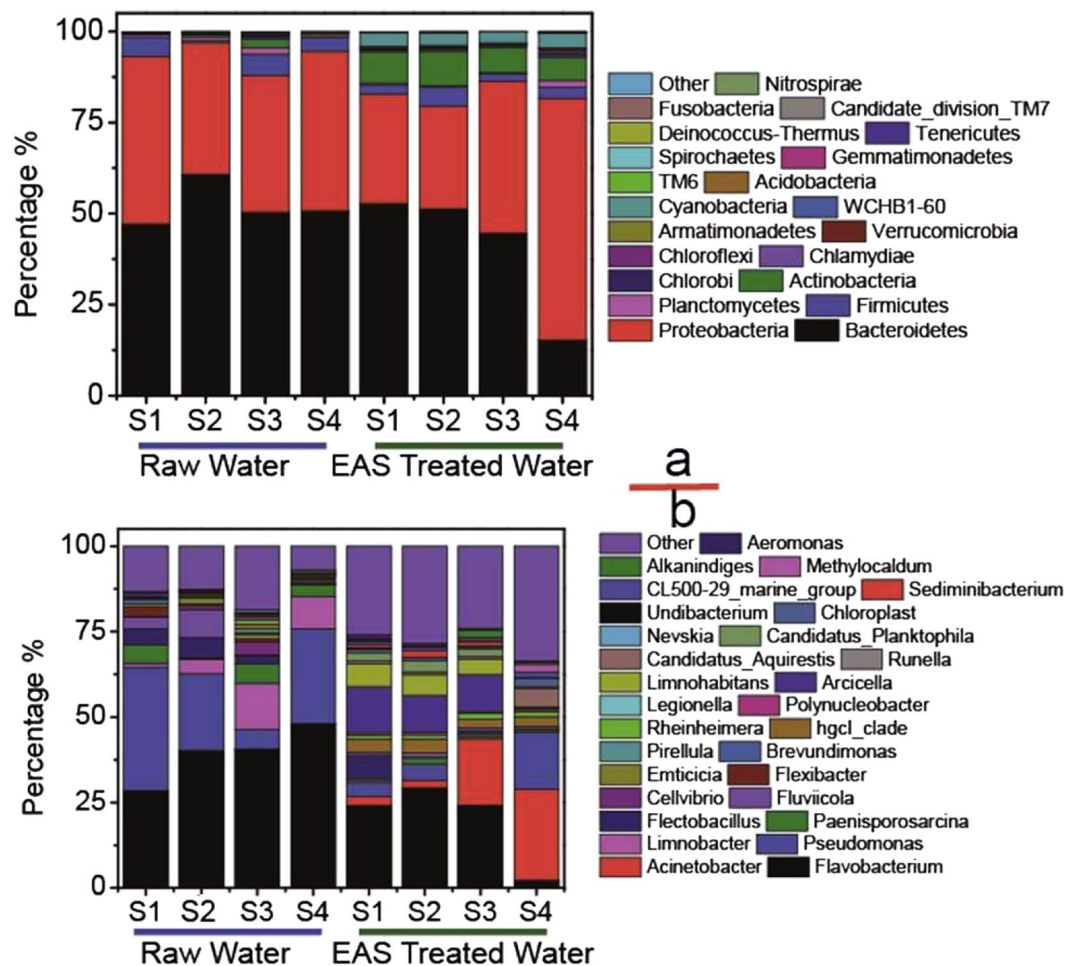 100
75
50
25
0
Percentage %
S1 S2 S3 S4 S1 S2 S3 S4
Raw Water EAS Treated Water
Other Nitrospirae
Fusobacteria Candidate_division_TM7
Deinococcus-Thermus Tenericutes
Spirochaetes Gemmatimonadetes
TM6 Acidobacteria
Cyanobacteria WCHB1-60
Armatimonadetes Verrucomicrobia
Chloroflexi Chlamydiae
Chlorobi Actinobacteria
Planctomycetes Firmicutes
Proteobacteria Bacteroidetes
a
b
100
75
50
25
0
Percentage %
S1 S2 S3 S4 S1 S2 S3 S4
Raw Water EAS Treated Water
Other Aeromonas
Alkanindiges Methylocaldum
CL500-29_marine_group Sediminibacterium
Undibacterium Chloroplast
Nevskia Candidatus_Planktophila
Candidatus_Aquirestis Runella
Limnohabitans Arcicella
Legionella Polynucleobacter
Rheinheimera hgcI_clade
Pirellula Brevundimonas
Emticicia Flexibacter
Cellvibrio Fluviicola
Flectobacillus Paenisporosarcina
Limnobacter Pseudomonas
Acinetobacter Flavobacterium